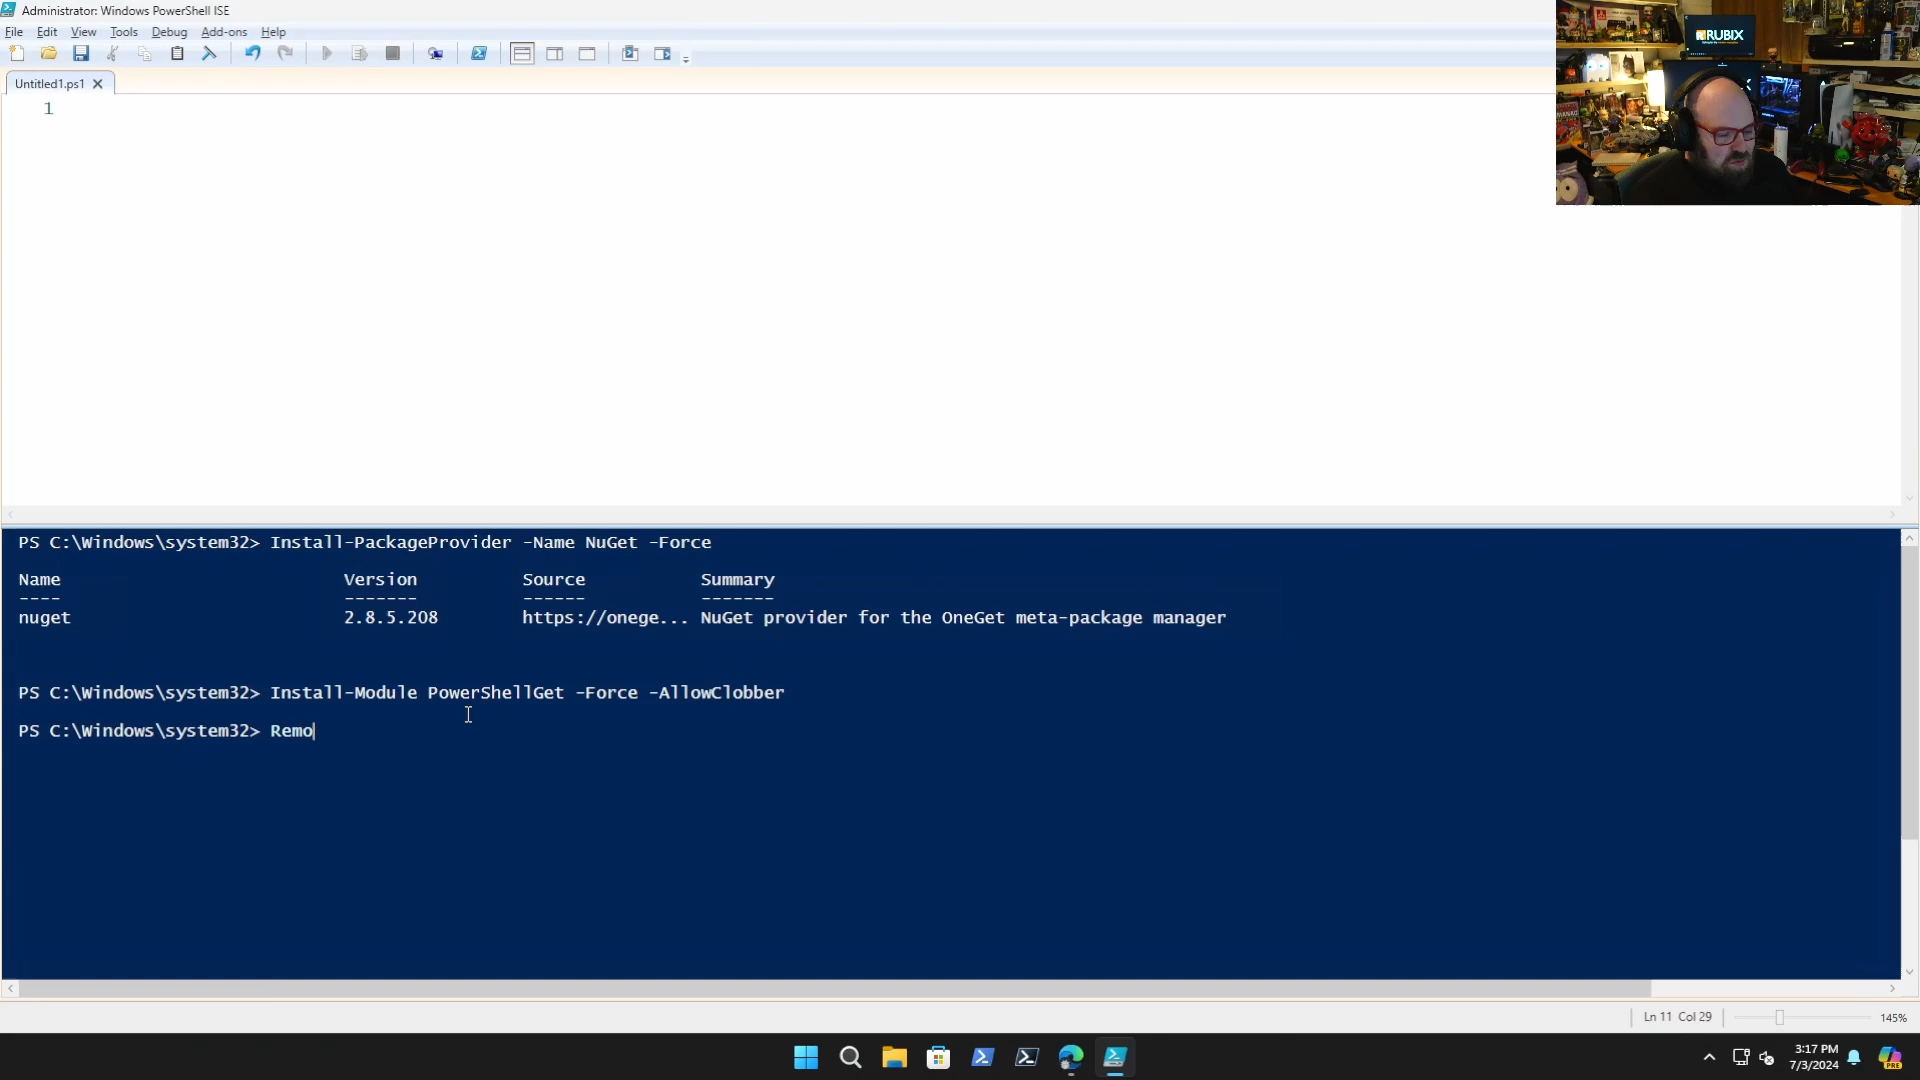 Administrator: Windows PowerShell ISE
File Edit View Tools Debug Add-ons Help
Untitled1.ps1
1
RUBIX
PS C:\Windows\system32> Install-PackageProvider -Name NuGet -Force
Name Version Source Summary
---- ------- ------ -------
nuget 2.8.5.208 https://onege... NuGet provider for the OneGet meta-package manager
PS C:\Windows\system32> Install-Module PowerShellGet -Force -AllowClobber
PS C:\Windows\system32> Remo
Ln 11 Col 29
145%
3:17 PM
7/3/2024
PRE